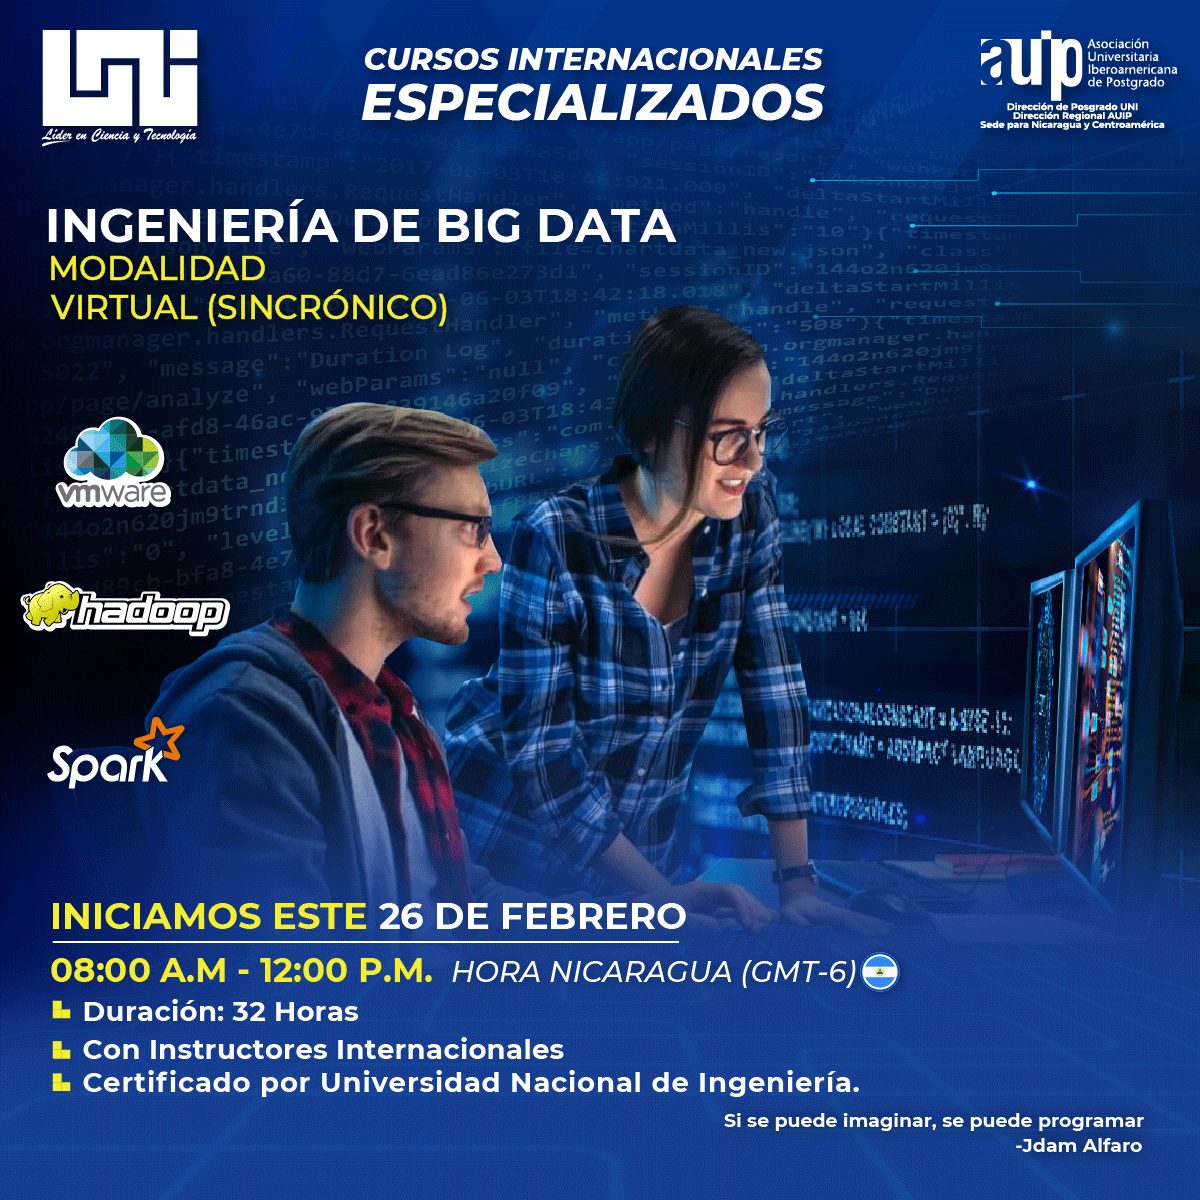 UNI
Líder en Ciencia y Tecnología
CURSOS INTERNACIONALES
ESPECIALIZADOS
auip
Asociación
Universitaria
Iberoamericana
de Postgrado
Dirección de Posgrado UNI
Dirección Regional AUIP
Sede para Nicaragua y Centroamérica
INGENIERÍA DE BIG DATA
MODALIDAD
VIRTUAL (SINCRÓNICO)
vmware
hadoop
Spark
INICIAMOS ESTE 26 DE FEBRERO
08:00 A.M - 12:00 P.M. HORA NICARAGUA (GMT-6)
Duración: 32 Horas
Con Instructores Internacionales
Certificado por Universidad Nacional de Ingeniería.
Si se puede imaginar, se puede programar
-Jdam Alfaro